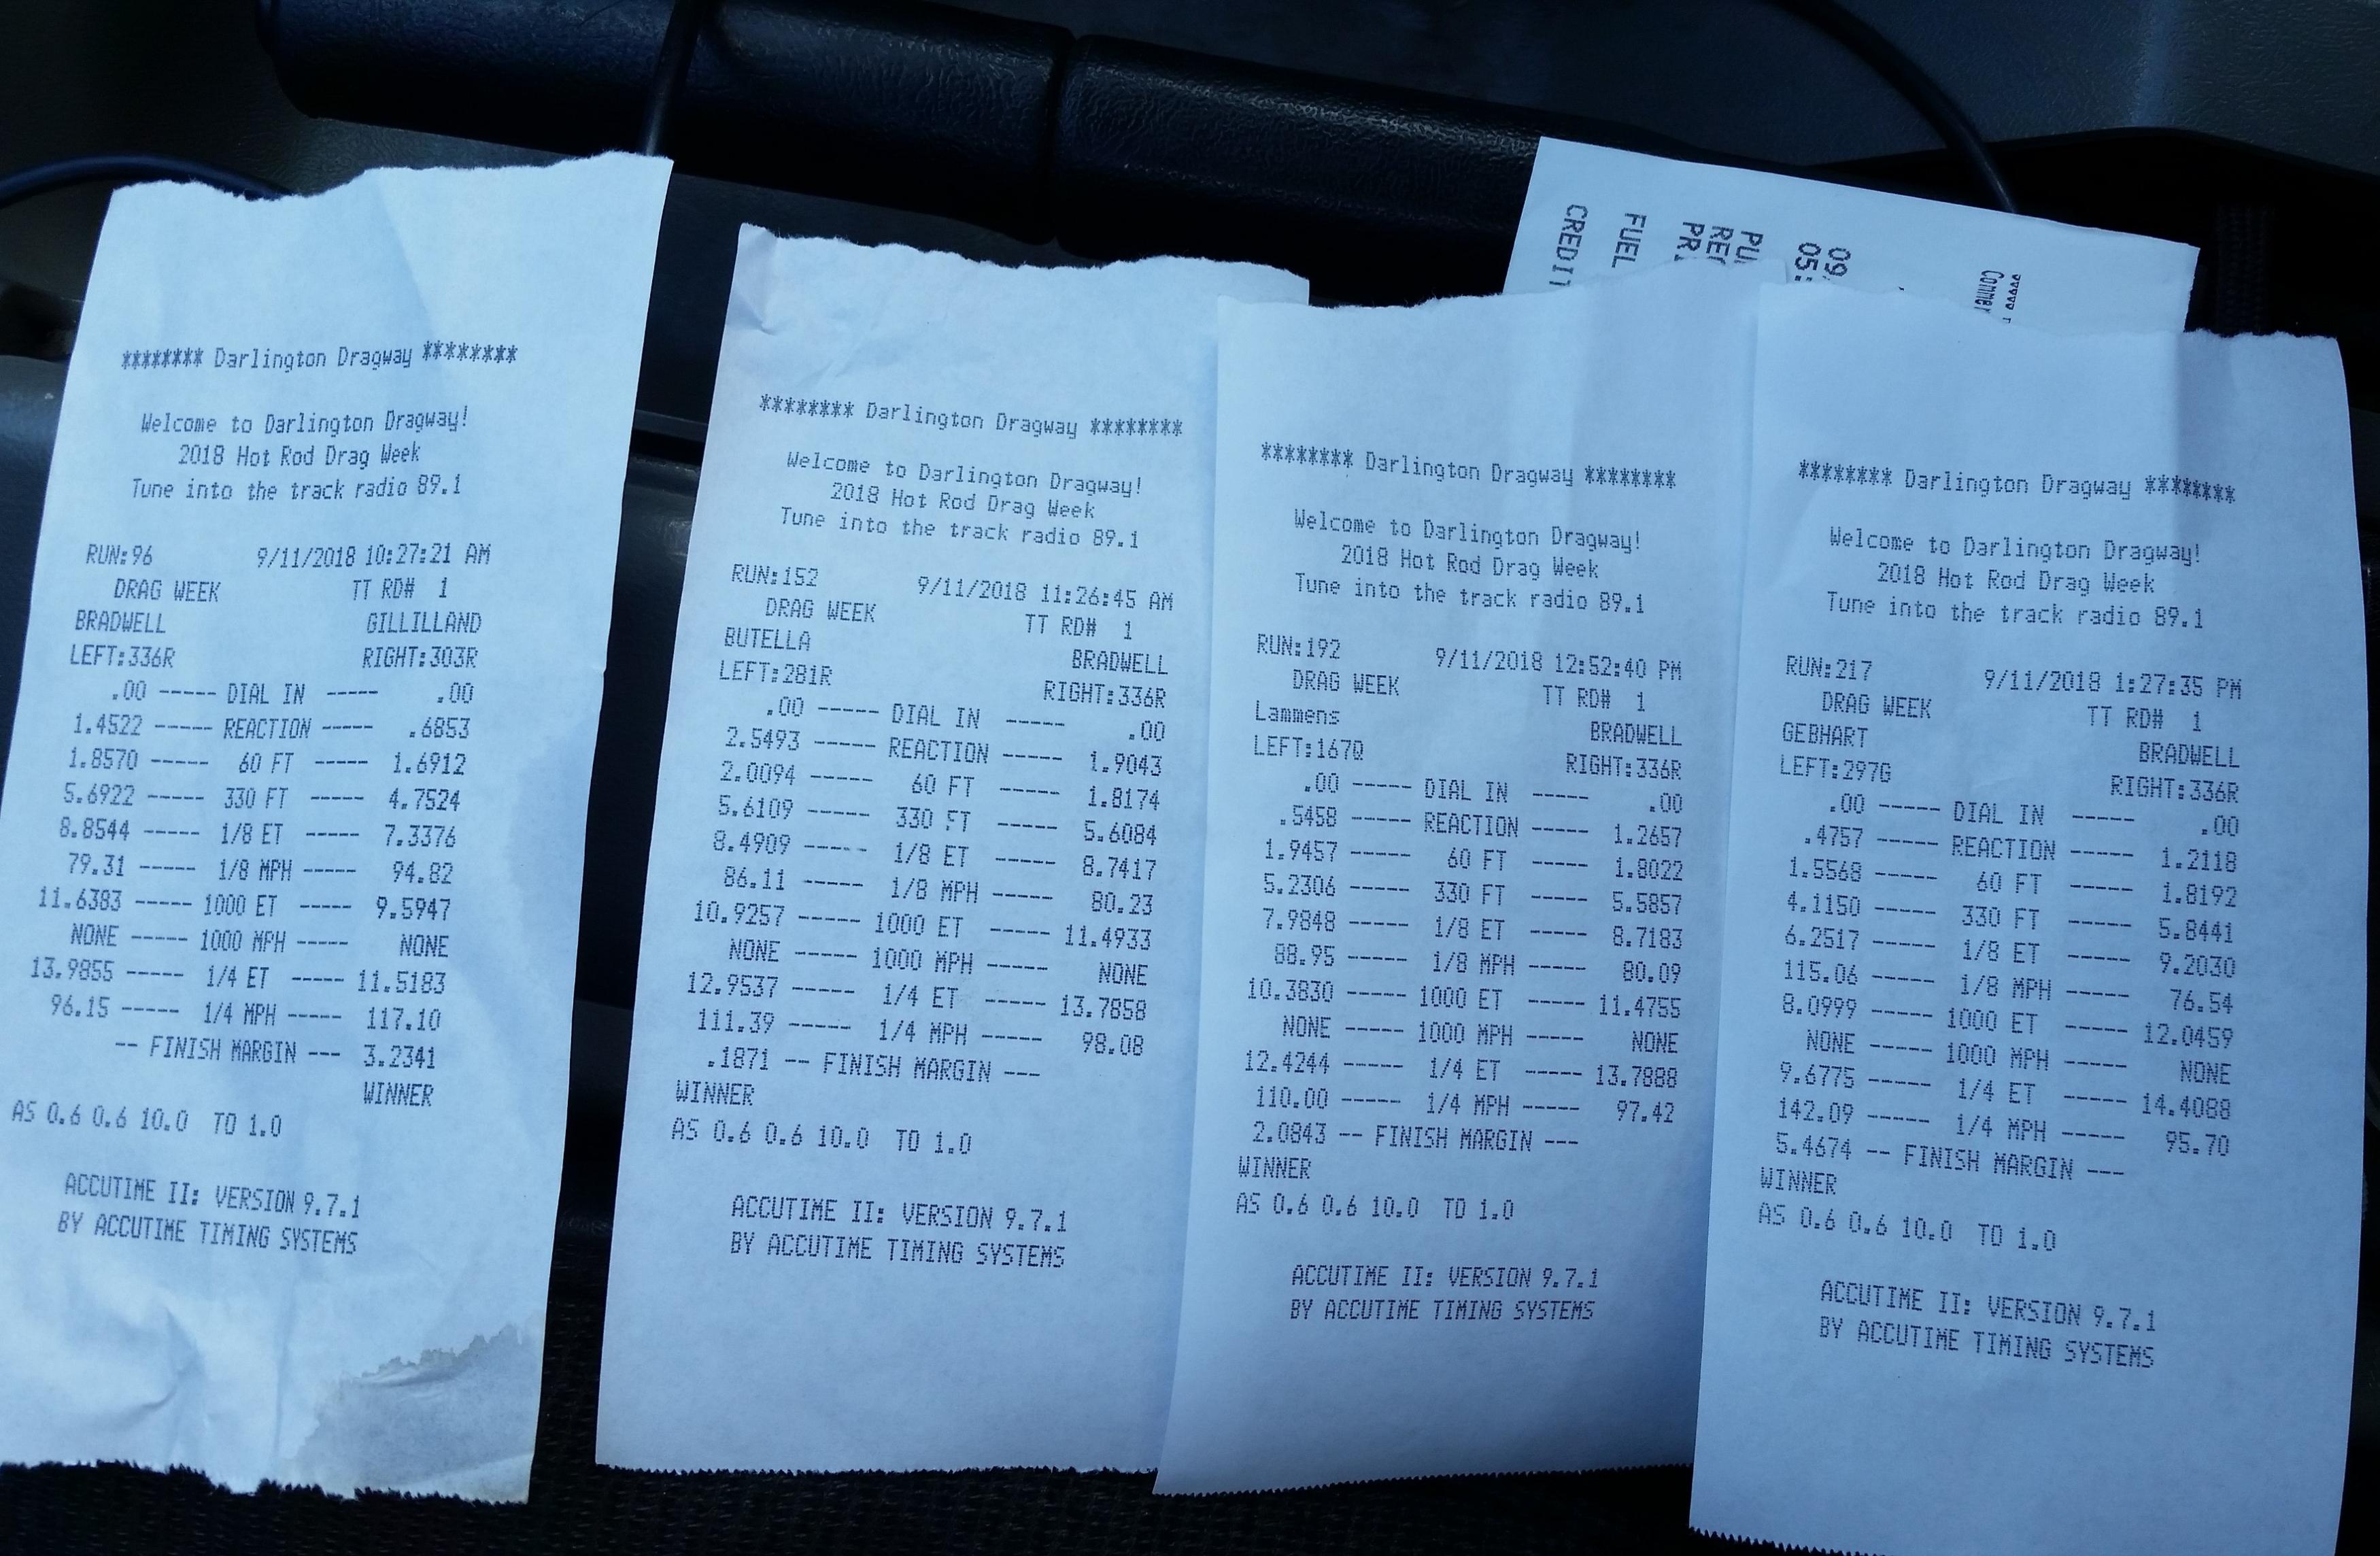 ******** Darlington Dragway ********
Welcome to Darlington Dragway!
2018 Hot Rod Drag Week
Tune into the track radio 89.1
RUN:96 9/11/2018 10:27:21 AM
DRAG WEEK TT RD# 1
BRADWELL GILLILLAND
LEFT:336R RIGHT:303R
.00 ----- DIAL IN ----- .00
1.4522 ----- REACTION ----- .6853
1.8570 ----- 60 FT ----- 1.6912
5.6922 ----- 330 FT ----- 4.7524
8.8544 ----- 1/8 ET ----- 7.3376
79.31 ----- 1/8 MPH ----- 94.82
11.6383 ----- 1000 ET ----- 9.5947
NONE ----- 1000 MPH ----- NONE
13.9855 ----- 1/4 ET ----- 11.5183
96.15 ----- 1/4 MPH ----- 117.10
-- FINISH MARGIN --- 3.2341
WINNER
AS 0.6 0.6 10.0 TO 1.0
ACCUTIME II: VERSION 9.7.1
BY ACCUTIME TIMING SYSTEMS
******** Darlington Dragway ********
Welcome to Darlington Dragway!
2018 Hot Rod Drag Week
Tune into the track radio 89.1
RUN:152 9/11/2018 11:26:45 AM
DRAG WEEK TT RD# 1
BUTELLA BRADWELL
LEFT:281R RIGHT:336R
.00 ----- DIAL IN ----- .00
2.5493 ----- REACTION ----- 1.9043
2.0094 ----- 60 FT ----- 1.8174
5.6109 ----- 330 FT ----- 5.6084
8.4909 ----- 1/8 ET ----- 8.7417
86.11 ----- 1/8 MPH ----- 80.23
10.9257 ----- 1000 ET ----- 11.4933
NONE ----- 1000 MPH ----- NONE
12.9537 ----- 1/4 ET ----- 13.7858
111.39 ----- 1/4 MPH ----- 98.08
.1871 -- FINISH MARGIN ---
WINNER
AS 0.6 0.6 10.0 TO 1.0
ACCUTIME II: VERSION 9.7.1
BY ACCUTIME TIMING SYSTEMS
******** Darlington Dragway ********
Welcome to Darlington Dragway!
2018 Hot Rod Drag Week
Tune into the track radio 89.1
RUN:192 9/11/2018 12:52:40 PM
DRAG WEEK TT RD# 1
Lammens BRADWELL
LEFT:167Q RIGHT:336R
.00 ----- DIAL IN ----- .00
.5458 ----- REACTION ----- 1.2657
1.9457 ----- 60 FT ----- 1.8022
5.2306 ----- 330 FT ----- 5.5857
7.9848 ----- 1/8 ET ----- 8.7183
88.95 ----- 1/8 MPH ----- 80.09
10.3830 ----- 1000 ET ----- 11.4755
NONE ----- 1000 MPH ----- NONE
12.4244 ----- 1/4 ET ----- 13.7888
110.00 ----- 1/4 MPH ----- 97.42
2.0843 -- FINISH MARGIN ---
WINNER
AS 0.6 0.6 10.0 TO 1.0
ACCUTIME II: VERSION 9.7.1
BY ACCUTIME TIMING SYSTEMS
******** Darlington Dragway ********
Welcome to Darlington Dragway!
2018 Hot Rod Drag Week
Tune into the track radio 89.1
RUN:217 9/11/2018 1:27:35 PM
DRAG WEEK TT RD# 1
GEBHART BRADWELL
LEFT:297G RIGHT:336R
.00 ----- DIAL IN ----- .00
.4757 ----- REACTION ----- 1.2118
1.5568 ----- 60 FT ----- 1.8192
4.1150 ----- 330 FT ----- 5.8441
6.2517 ----- 1/8 ET ----- 9.2030
115.06 ----- 1/8 MPH ----- 76.54
8.0999 ----- 1000 ET ----- 12.0459
NONE ----- 1000 MPH ----- NONE
9.6775 ----- 1/4 ET ----- 14.4088
142.09 ----- 1/4 MPH ----- 95.70
5.4674 -- FINISH MARGIN ---
WINNER
AS 0.6 0.6 10.0 TO 1.0
ACCUTIME II: VERSION 9.7.1
BY ACCUTIME TIMING SYSTEMS
09
05:
FUEL
CREDIT